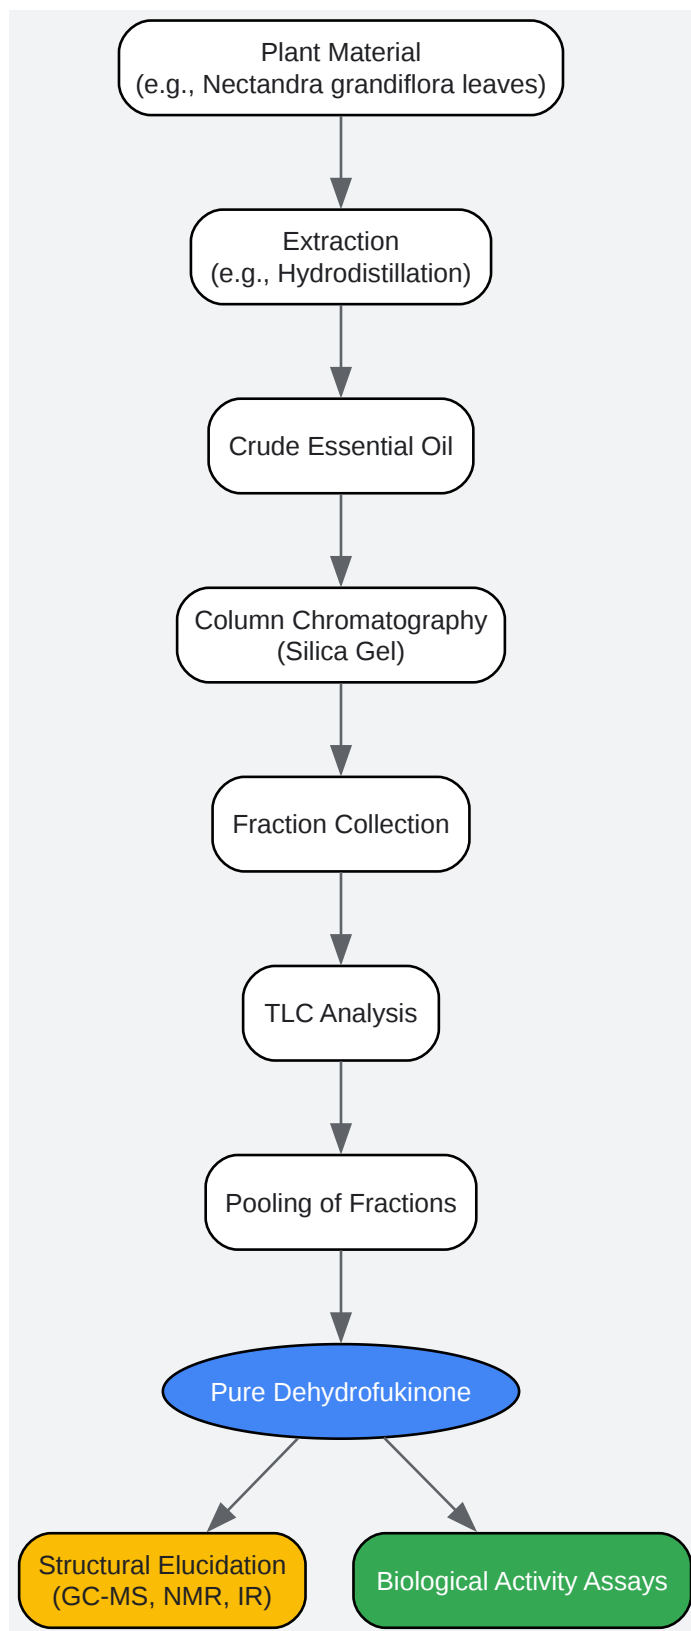 Plant Material
(e.g., Nectandra grandiflora leaves)
Extraction
(e.g., Hydrodistillation)
Crude Essential Oil
Column Chromatography
(Silica Gel)
Fraction Collection
TLC Analysis
Pooling of Fractions
Pure Dehydrofukinone
Structural Elucidation
(GC-MS, NMR, IR)
Biological Activity Assays